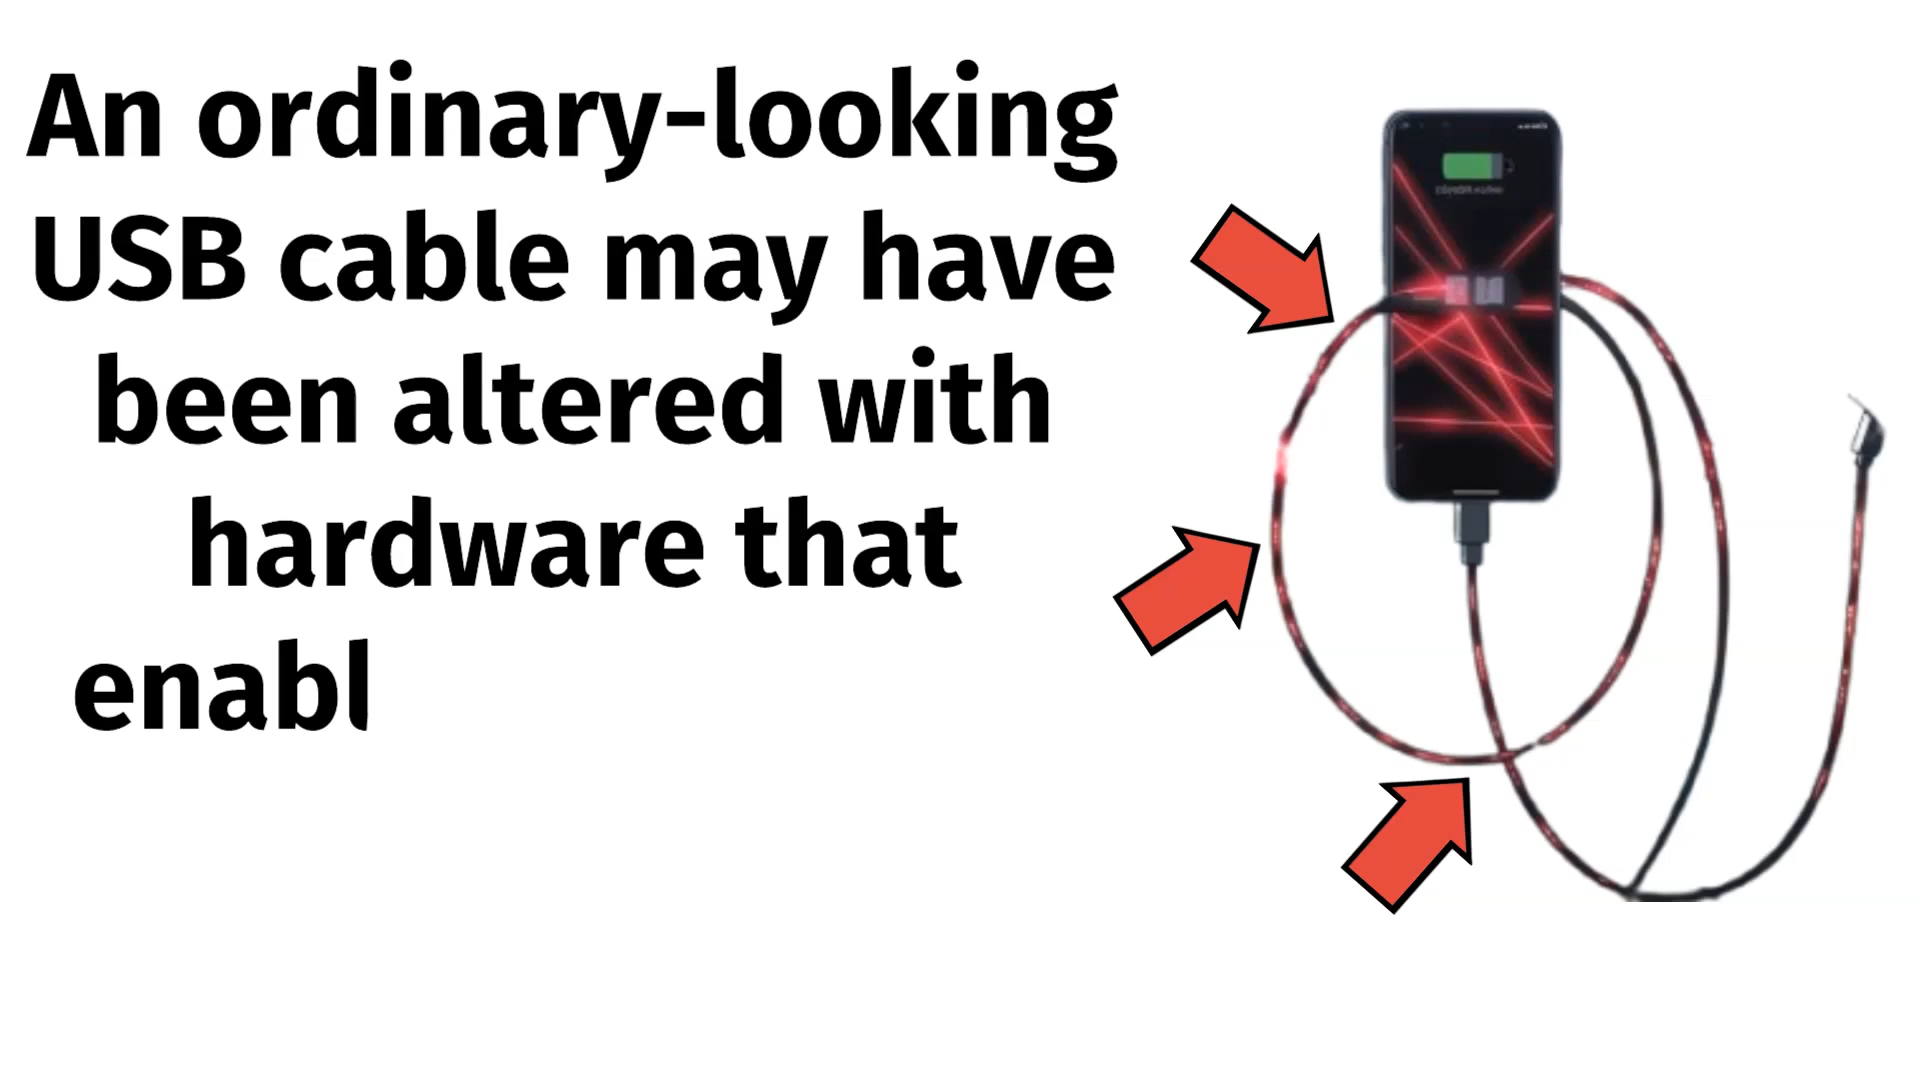 An ordinary-looking
USB cable may have
been altered with
hardware that
enabl